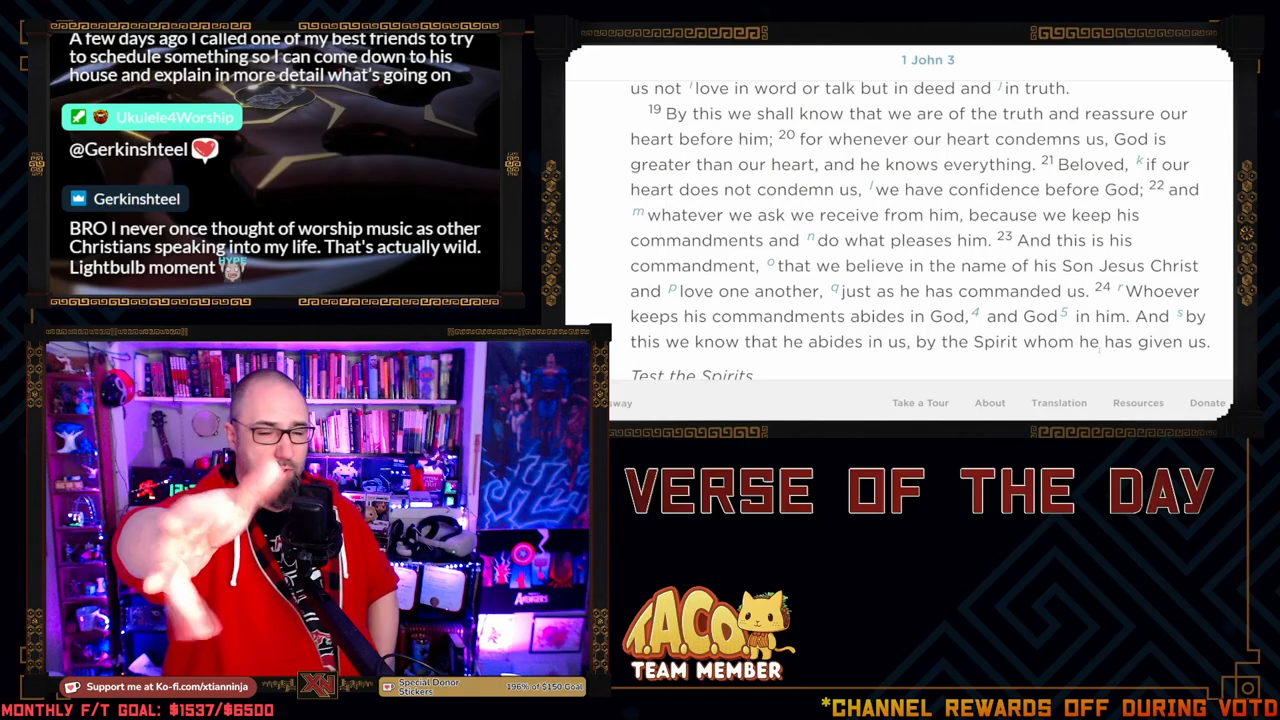 A few days ago I called one of my best friends to try
to schedule something so I can come down to his
house and explain in more detail what's going on
Ukulele4Worship
@Gerkinshteel
Gerkinshteel
BRO I never once thought of worship music as other
Christians speaking into my life. That's actually wild.
Lightbulb moment HYPE
1 John 3
us not l love in word or talk but in deed and j in truth.
19 By this we shall know that we are of the truth and reassure our
heart before him; 20 for whenever our heart condemns us, God is
greater than our heart, and he knows everything. 21 Beloved, k if our
heart does not condemn us, l we have confidence before God; 22 and
m whatever we ask we receive from him, because we keep his
commandments and n do what pleases him. 23 And this is his
commandment, o that we believe in the name of his Son Jesus Christ
and p love one another, q just as he has commanded us. 24 r Whoever
keeps his commandments abides in God,4 and God5 in him. And s by
this we know that he abides in us, by the Spirit whom he has given us.
Test the Spirits
Take a Tour About Translation Resources Donate
VERSE OF THE DAY
AVENGERS
T.A.C.O.
TEAM MEMBER
Support me at Ko-fi.com/xtianninja
XN
Special Donor
Stickers
196% of $150 Goal
MONTHLY F/T GOAL: $1537/$6500
*CHANNEL REWARDS OFF DURING VOTD